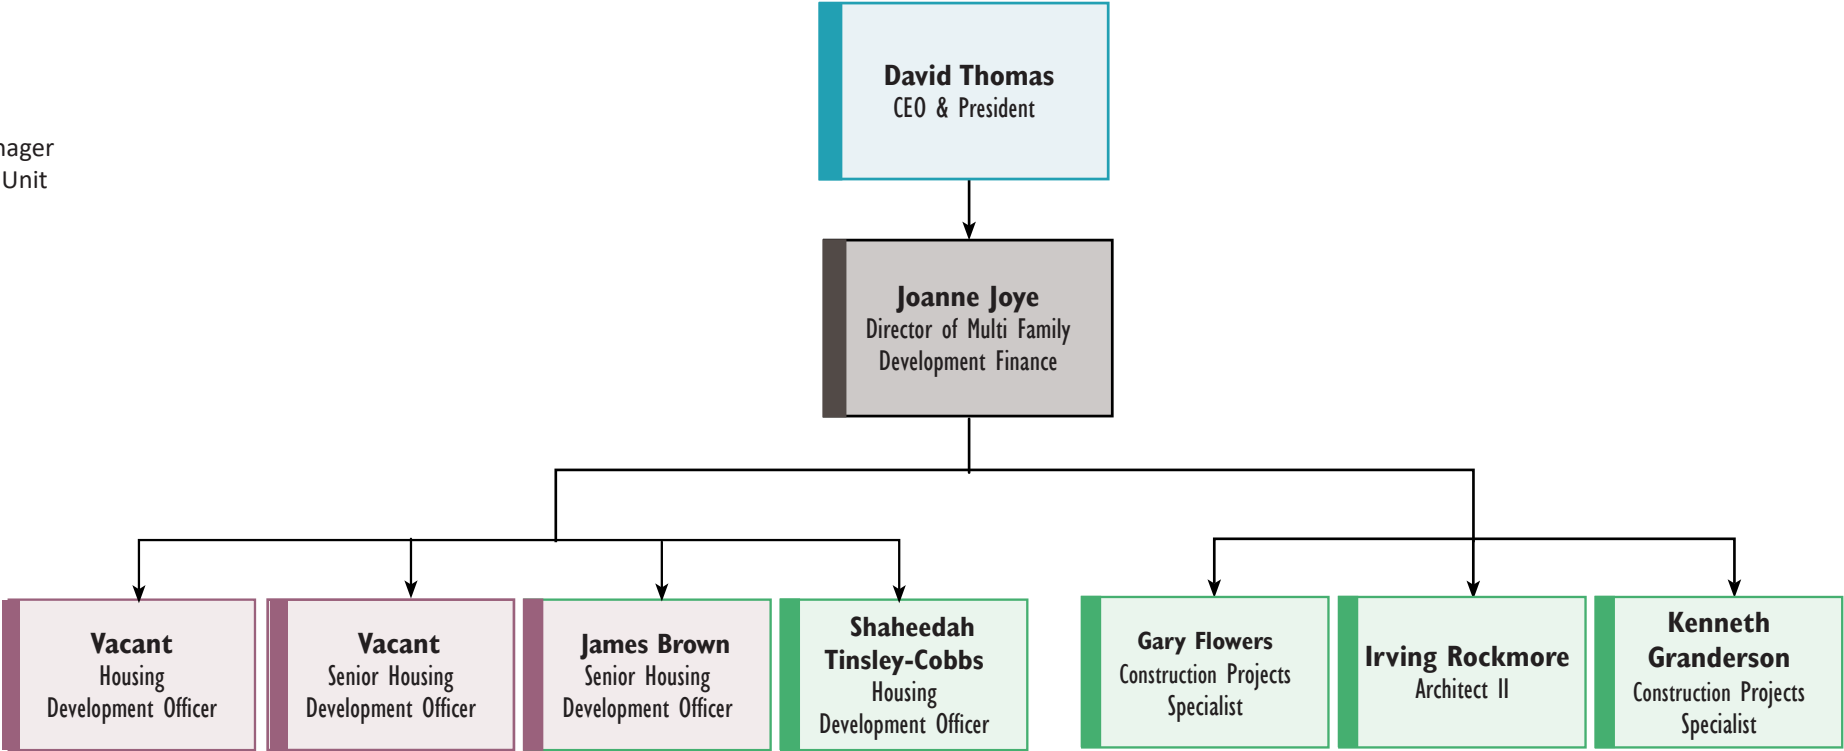 David Thomas
CEO & President
Unit
Joanne Joye
Director of Multi Family
Development Finance
Vacant
Housing
Development Officer
Vacant
Senior Housing
Development Officer
James Brown
Senior Housing
Development Officer
Shaheedah
Tinsley-Cobbs
Housing
Development Officer
Gary Flowers
Construction Projects
Specialist
Irving Rockmore
Architect II
Kenneth
Granderson
Construction Projects
Specialist